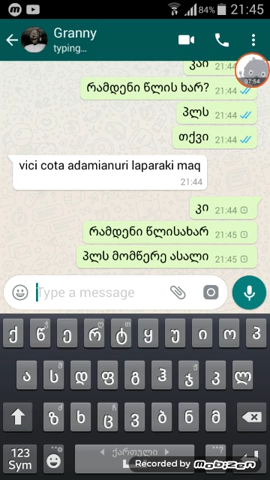 84% 21:45
Granny
typing...
კაი
21:44
რამდენი წლის ხარ?
21:44
პლს
21:44
თქვი
21:44
vici cota adamianuri laparaki maq
21:44
კი
21:44
რამდენი წლისახარ
21:45
პლს მომწერე ასალი
21:45
Type a message
ქ წ ე რ ტ ყ უ ი ო პ
ა ს დ ფ გ ჰ ჯ კ ლ
ზ ხ ც ვ ბ ნ მ
123
Sym
ქართული
Recorded by mobizen